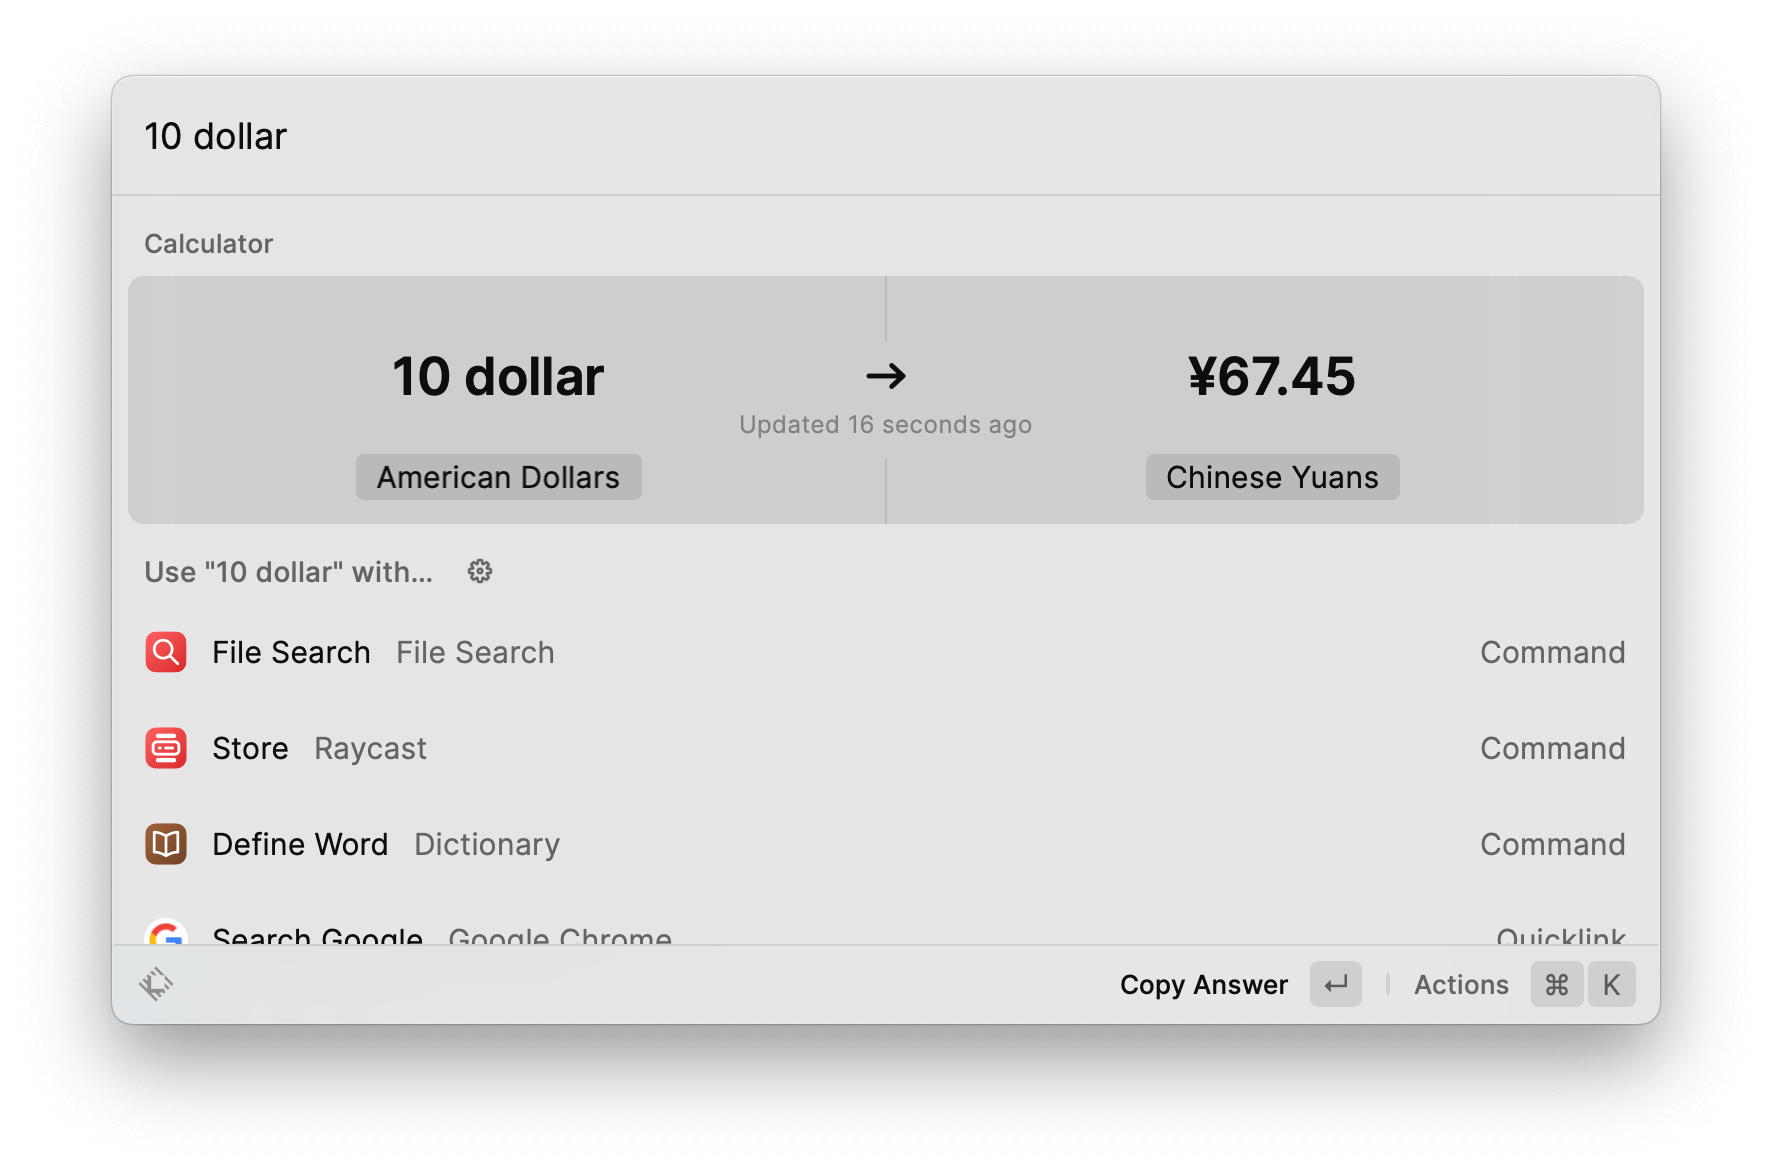 10 dollar
Calculator
10 dollar → ¥67.45
Updated 16 seconds ago
American Dollars Chinese Yuans
Use "10 dollar" with...
File Search File Search Command
Store Raycast Command
Define Word Dictionary Command
Search Google Google Chrome Quicklink
Copy Answer ↵ Actions ⌘ K